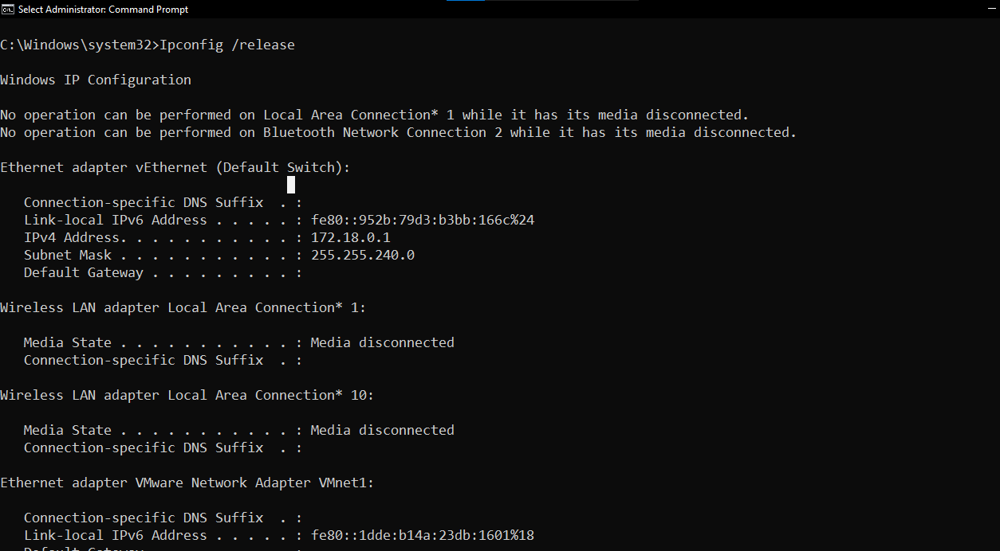 Select Administrator: Command Prompt
C:\Windows\system32>Ipconfig /release
Windows IP Configuration
No operation can be performed on Local Area Connection* 1 while it has its media disconnected.
No operation can be performed on Bluetooth Network Connection 2 while it has its media disconnected.
Ethernet adapter vEthernet (Default Switch):
Connection-specific DNS Suffix  . :
Link-local IPv6 Address . . . . . : fe80::952b:79d3:b3bb:166c%24
IPv4 Address. . . . . . . . . . . : 172.18.0.1
Subnet Mask . . . . . . . . . . . : 255.255.240.0
Default Gateway . . . . . . . . . :
Wireless LAN adapter Local Area Connection* 1:
Media State . . . . . . . . . . . : Media disconnected
Connection-specific DNS Suffix  . :
Wireless LAN adapter Local Area Connection* 10:
Media State . . . . . . . . . . . : Media disconnected
Connection-specific DNS Suffix  . :
Ethernet adapter VMware Network Adapter VMnet1:
Connection-specific DNS Suffix  . :
Link-local IPv6 Address . . . . . : fe80::1dde:b14a:23db:1601%18
Default Gateway . . . . . . . . . :